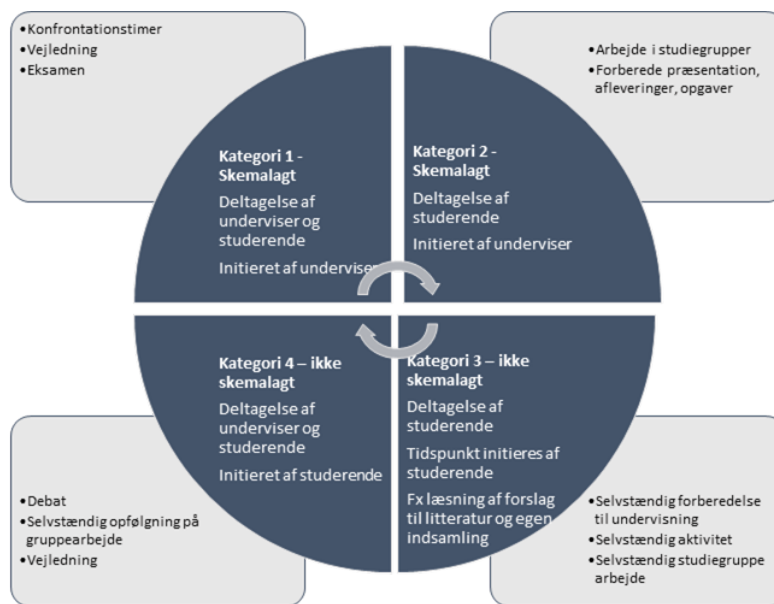 •Konfrontationstimer
•Vejledning
•Eksamen
•Arbejde i studiegrupper
•Forberede præsentation,
afleveringer, opgaver
Kategori 1 -
Skemalagt
Deltagelse af
underviser og
studerende
Initieret af underviser
Kategori 2 -
Skemalagt
Deltagelse af
studerende
Initieret af underviser
Kategori 4 – ikke
skemalagt
Deltagelse af
underviser og
studerende
Initieret af studerende
Kategori 3 – ikke
skemalagt
Deltagelse af
studerende
Tidspunkt initieres af
studerende
Fx læsning af forslag
til litteratur og egen
indsamling
•Debat
•Selvstændig opfølgning på
gruppearbejde
•Vejledning
•Selvstændig forberedelse
til undervisning
•Selvstændig aktivitet
•Selvstændig studiegruppe
arbejde